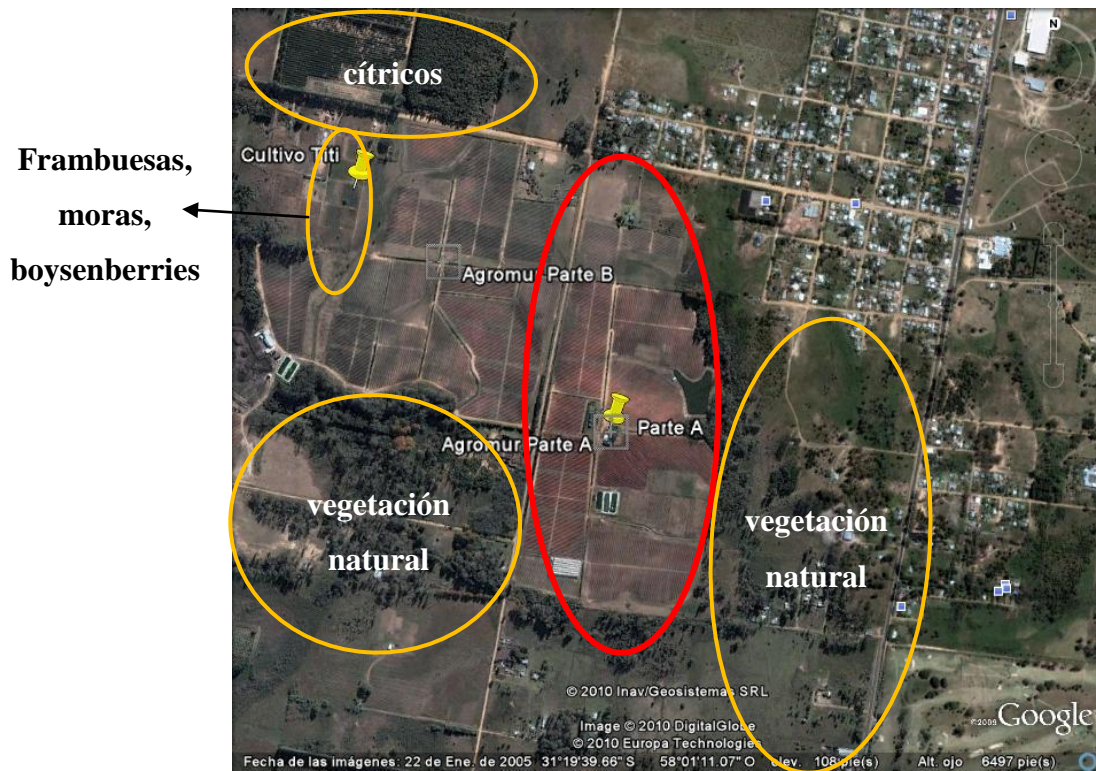 N
cítricos
Frambuesas,
moras,
boysenberries
Cultivo Titi
Agromur-Parte B
Agromur-Parte A
Parte A
vegetación
natural
vegetación
natural
© 2010 Inav/Geosistemas SRL
Image © 2010 DigitalGlobe
© 2010 Europa Technologies
©2009 Google
Fecha de las imágenes: 22 de Ene. de 2005 31°19'39.66" S 58°01'11.07" O elev. 108 pie(s) Alt. ojo 6497 pie(s)